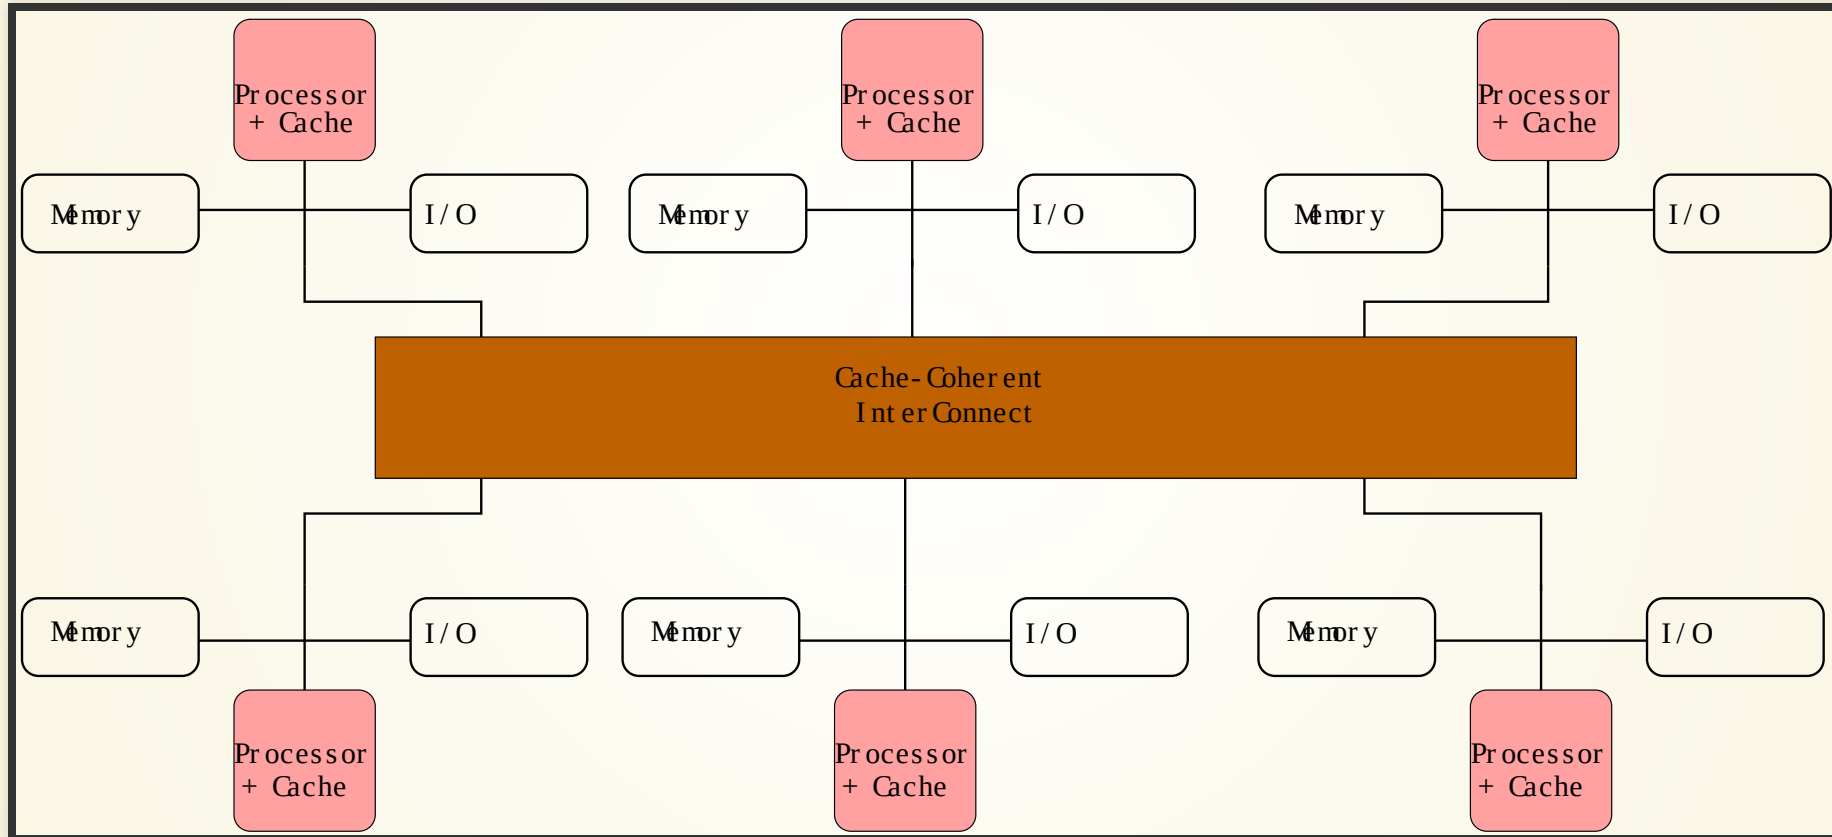 Processor
+ Cache
Processor
+ Cache
Processor
+ Cache
Memory
I/O
Memory
I/O
Memory
I/O
Cache-Coherent
InterConnect
Memory
I/O
Memory
I/O
Memory
I/O
Processor
+ Cache
Processor
+ Cache
Processor
+ Cache